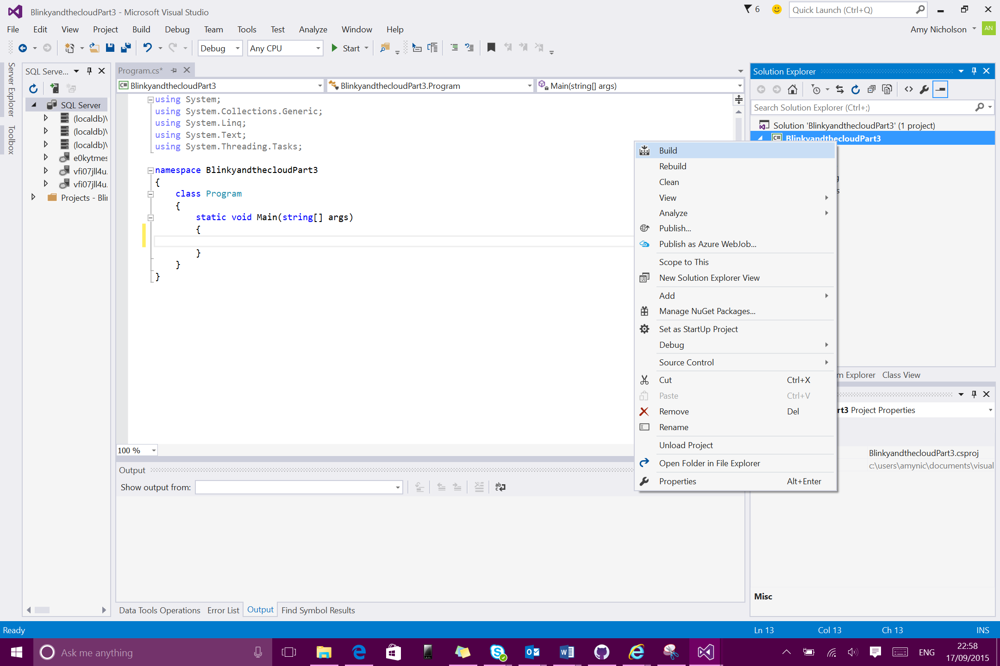 BlinkyandthecloudPart3 - Microsoft Visual Studio
6
Quick Launch (Ctrl+Q)
File Edit View Project Build Debug Team Tools Test Analyze Window Help
Amy Nicholson
AN
Debug
Any CPU
Start
Server Explorer
Toolbox
SQL Serve...
SQL Server
(localdb)\
(localdb)\
(localdb)\
e0kytmes
vfi07jll4u.
vfi07jll4u.
Projects - Bli
Program.cs*
C# BlinkyandthecloudPart3
BlinkyandthecloudPart3.Program
Main(string[] args)
using System;
using System.Collections.Generic;
using System.Linq;
using System.Text;
using System.Threading.Tasks;
namespace BlinkyandthecloudPart3
{
class Program
{
static void Main(string[] args)
{
}
}
}
100 %
Output
Show output from:
Data Tools Operations Error List Output Find Symbol Results
Solution Explorer
Search Solution Explorer (Ctrl+;)
Solution 'BlinkyandthecloudPart3' (1 project)
C# BlinkyandthecloudPart3
Build
Rebuild
Clean
View
Analyze
Publish...
Publish as Azure WebJob...
Scope to This
New Solution Explorer View
Add
Manage NuGet Packages...
Set as StartUp Project
Debug
Source Control
Cut Ctrl+X
Paste Ctrl+V
Remove Del
Rename
Unload Project
Open Folder in File Explorer
Properties Alt+Enter
m Explorer Class View
rt3 Project Properties
BlinkyandthecloudPart3.csproj
c:\users\amynic\documents\visual
Misc
Ready
Ln 13 Col 13 Ch 13 INS
Ask me anything
ENG
22:58
17/09/2015